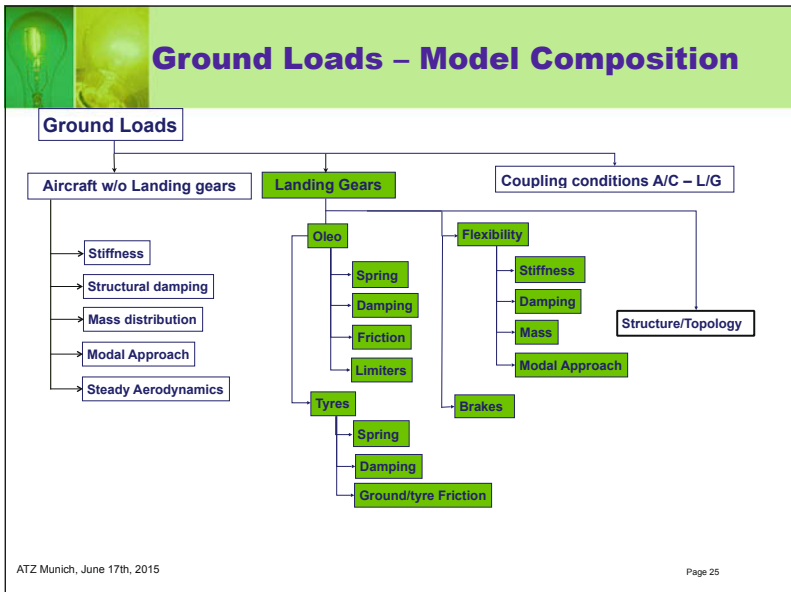 Ground Loads – Model Composition
Ground Loads
Aircraft w/o Landing gears
Landing Gears
Coupling conditions A/C – L/G
Stiffness
Structural damping
Mass distribution
Modal Approach
Steady Aerodynamics
Oleo
Spring
Damping
Friction
Limiters
Tyres
Spring
Damping
Ground/tyre Friction
Flexibility
Stiffness
Damping
Mass
Modal Approach
Brakes
Structure/Topology
ATZ Munich, June 17th, 2015
Page 25